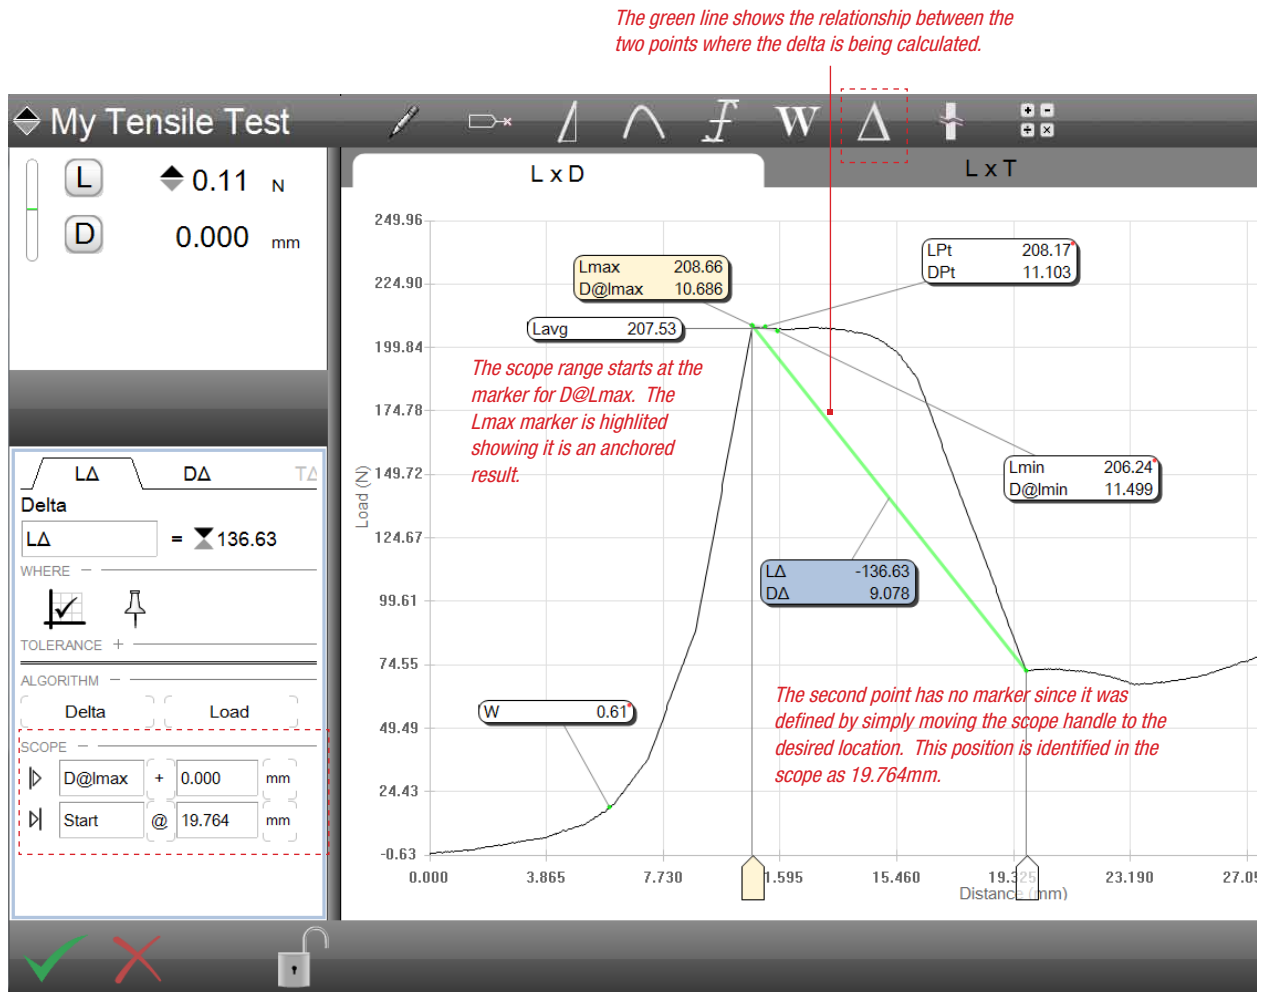 The green line shows the relationship between the
two points where the delta is being calculated.
My Tensile Test
W
Δ
L 0.11 N
D 0.000 mm
L x D
L x T
249.96
224.90
199.84
174.78
149.72
124.67
99.61
74.55
49.49
24.43
-0.63
Load (N)
Lmax 208.66
D@lmax 10.686
LPt 208.17*
DPt 11.103
Lavg 207.53
The scope range starts at the
marker for D@Lmax. The
Lmax marker is highlited
showing it is an anchored
result.
Lmin 206.24*
D@lmin 11.499
LΔ -136.63
DΔ 9.078
W 0.61*
The second point has no marker since it was
defined by simply moving the scope handle to the
desired location. This position is identified in the
scope as 19.764mm.
0.000 3.865 7.730 1.595 15.460 19.325 23.190 27.05
Distance (mm)
LΔ DΔ TΔ
Delta
LΔ = 136.63
WHERE −
TOLERANCE +
ALGORITHM −
Delta Load
SCOPE −
D@lmax + 0.000 mm
Start @ 19.764 mm